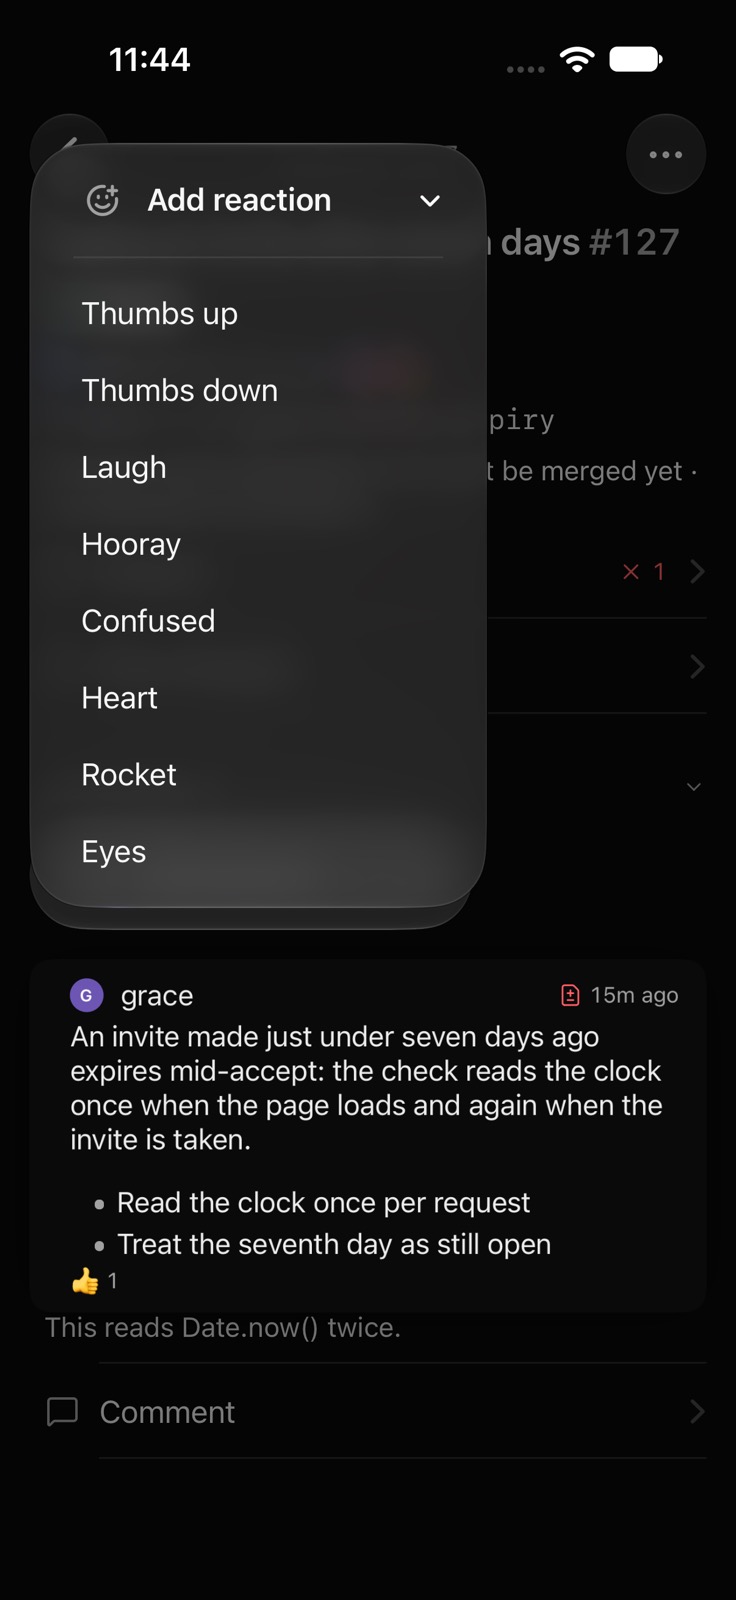 11:44
Add reaction
days #127
Thumbs up
Thumbs down
piry
Laugh
t be merged yet ·
Hooray
× 1
Confused
Heart
Rocket
Eyes
G grace 15m ago
An invite made just under seven days ago
expires mid-accept: the check reads the clock
once when the page loads and again when the
invite is taken.
• Read the clock once per request
• Treat the seventh day as still open
👍 1
This reads Date.now() twice.
Comment